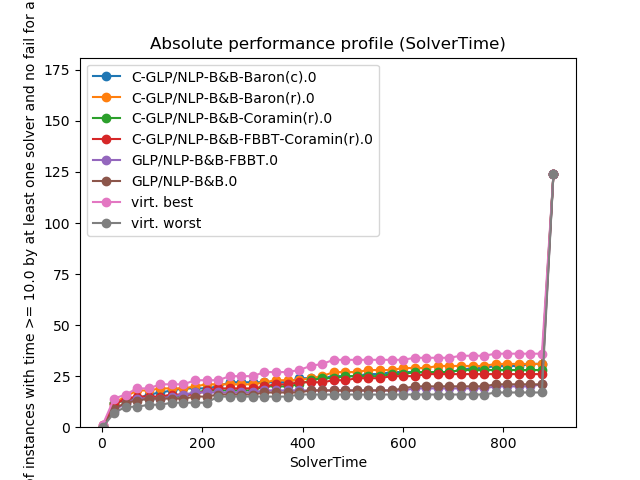 Absolute performance profile (SolverTime)
of instances with time >= 10.0 by at least one solver and no fail for a
175
150
125
100
75
50
25
0
C-GLP/NLP-B&B-Baron(c).0
C-GLP/NLP-B&B-Baron(r).0
C-GLP/NLP-B&B-Coramin(r).0
C-GLP/NLP-B&B-FBBT-Coramin(r).0
GLP/NLP-B&B-FBBT.0
GLP/NLP-B&B.0
virt. best
virt. worst
0 200 400 600 800
SolverTime